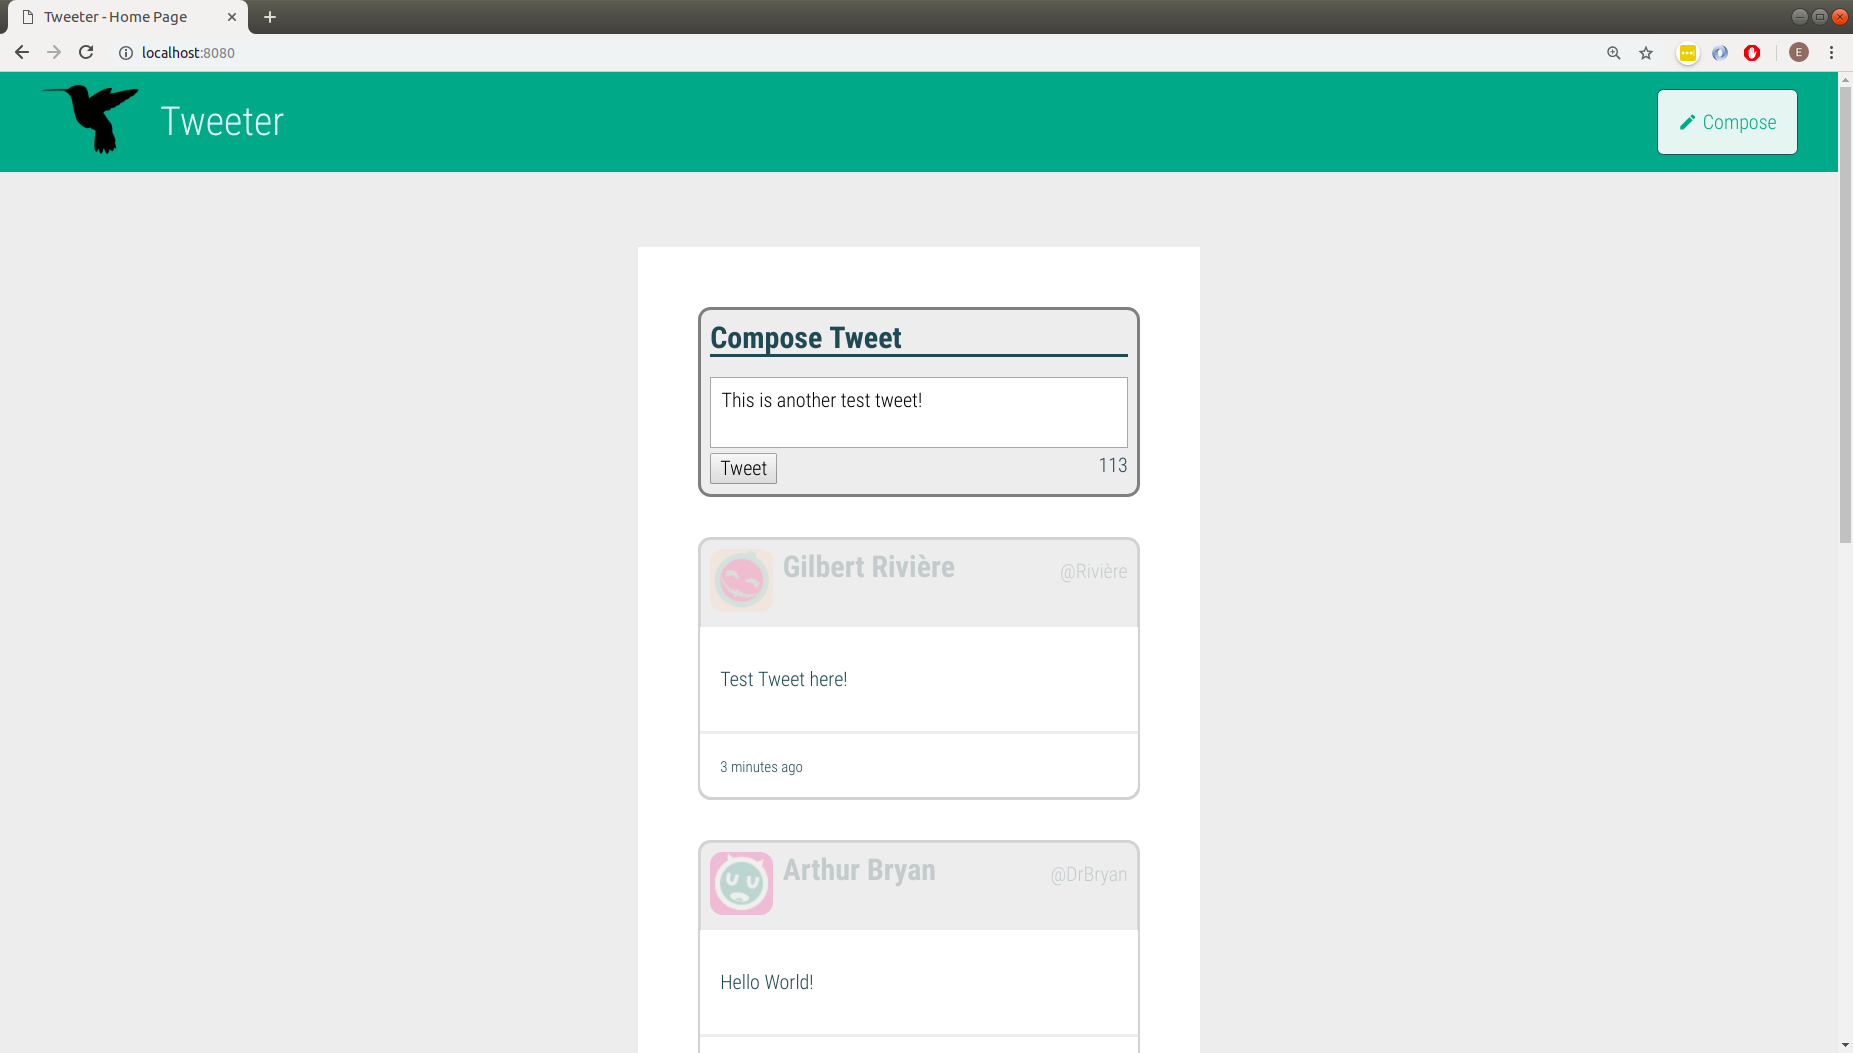 Tweeter - Home Page
localhost:8080
E
Tweeter
Compose
Compose Tweet
This is another test tweet!
Tweet
113
Gilbert Rivière
@Rivière
Test Tweet here!
3 minutes ago
Arthur Bryan
@DrBryan
Hello World!